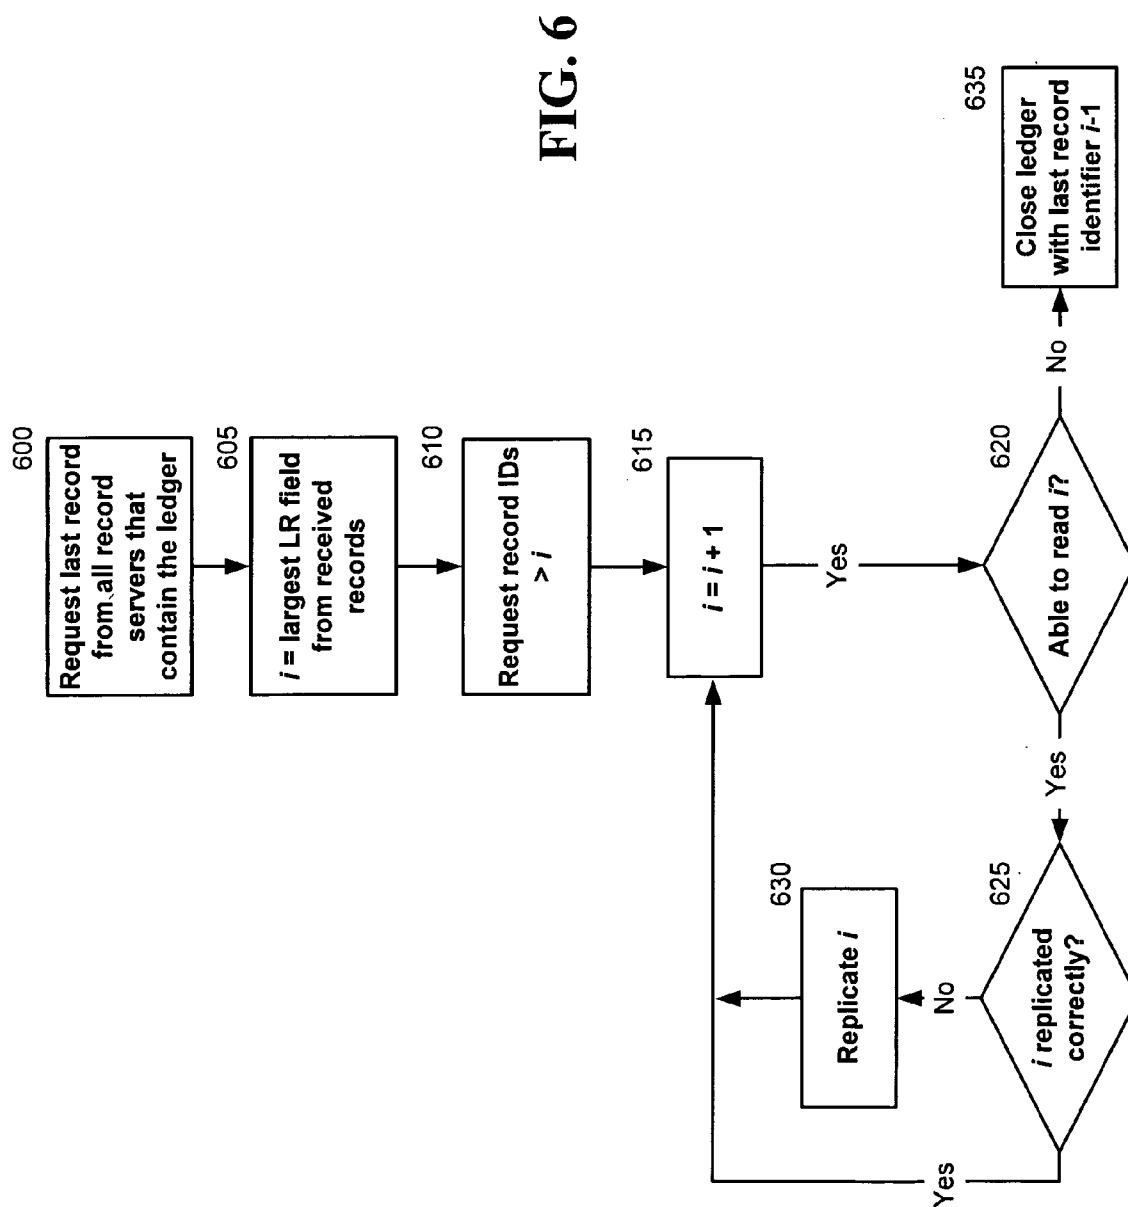 600
Request last record
from all record
servers that
contain the ledger
605
i = largest LR field
from received
records
610
Request record IDs
> i
615
i = i + 1
Yes
620
Able to read i?
No
635
Close ledger
with last record
identifier i-1
Yes
625
i replicated
correctly?
No
630
Replicate i
Yes
FIG. 6